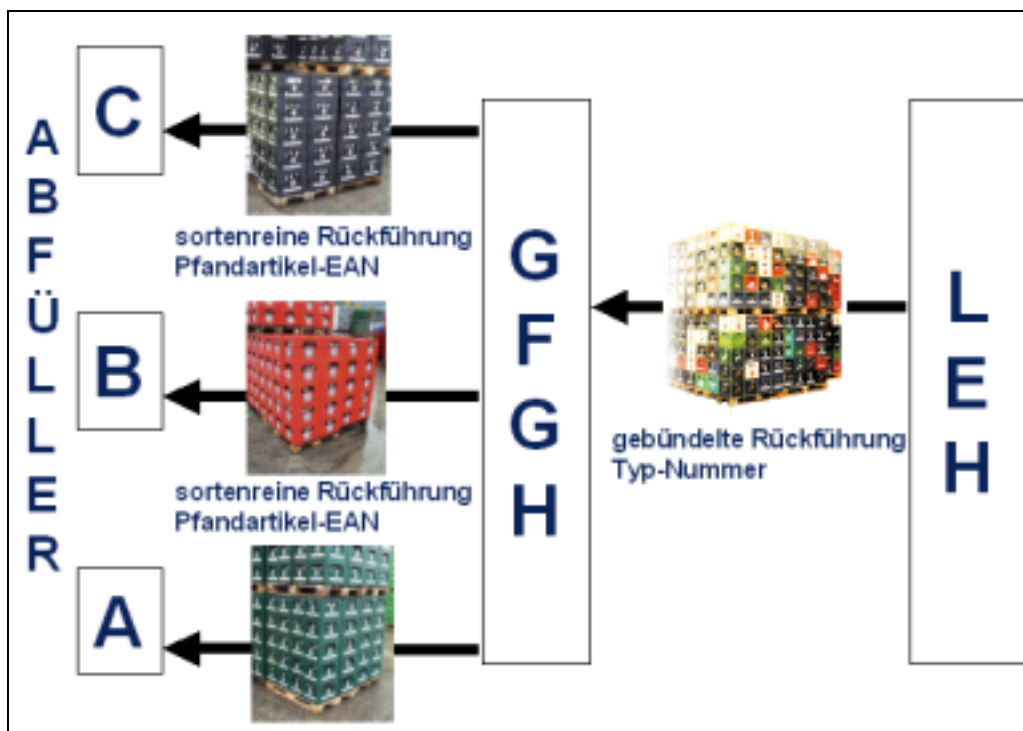 ABFÜLLER
C
sortenreine Rückführung
Pfandartikel-EAN
B
sortenreine Rückführung
Pfandartikel-EAN
A
GFGH
gebündelte Rückführung
Typ-Nummer
LEH